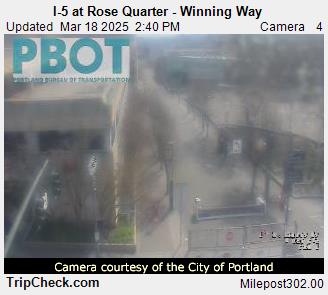 I-5 at Rose Quarter - Winning Way
Updated Mar 18 2025 2:40 PM Camera 4
PBOT
PORTLAND BUREAU OF TRANSPORTATION
Camera courtesy of the City of Portland
TripCheck.com Milepost302.00